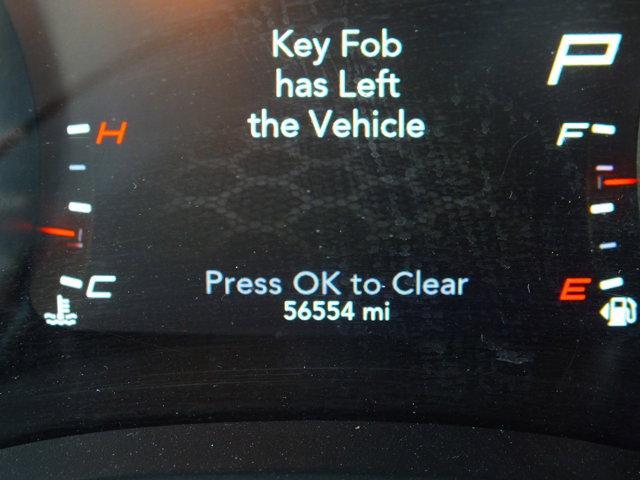 Key Fob
P
has Left
the Vehicle
H
F
Press OK to Clear
C
E
56554 mi